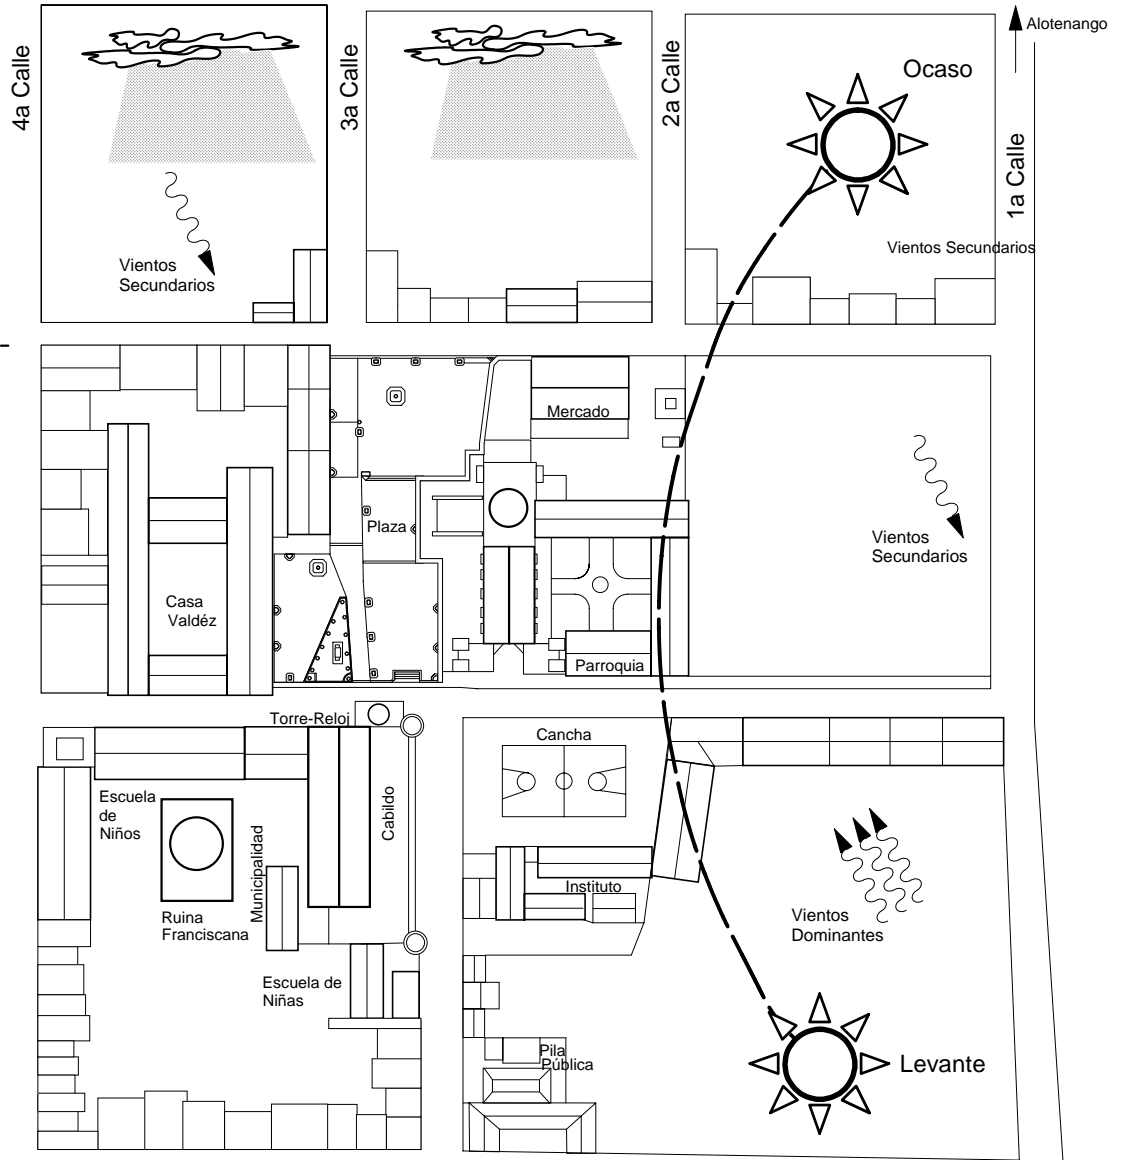 4a Calle
3a Calle
2a Calle
Alotenango
Ocaso
1a Calle
Vientos Secundarios
Vientos
Secundarios
Mercado
Plaza
Vientos
Secundarios
Casa
Valdéz
Parroquia
Torre-Reloj
Cancha
Escuela
de
Niños
Cabildo
Municipalidad
Instituto
Ruina
Franciscana
Vientos
Dominantes
Escuela de
Niñas
Pila
Pública
Levante